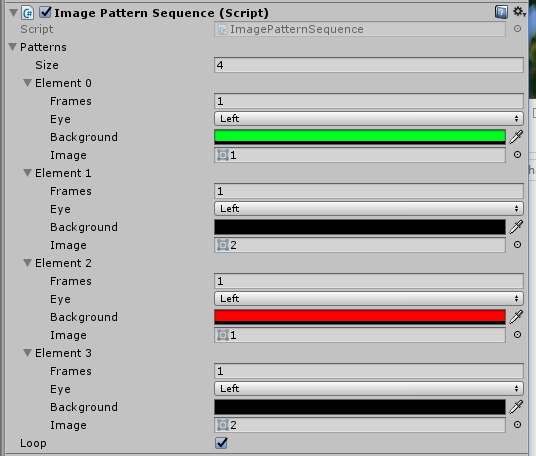 Image Pattern Sequence (Script)
Script ImagePatternSequence
Patterns
Size 4
Element 0
Frames 1
Eye Left
Background
Image 1
Element 1
Frames 1
Eye Left
Background
Image 2
Element 2
Frames 1
Eye Left
Background
Image 1
Element 3
Frames 1
Eye Left
Background
Image 2
Loop